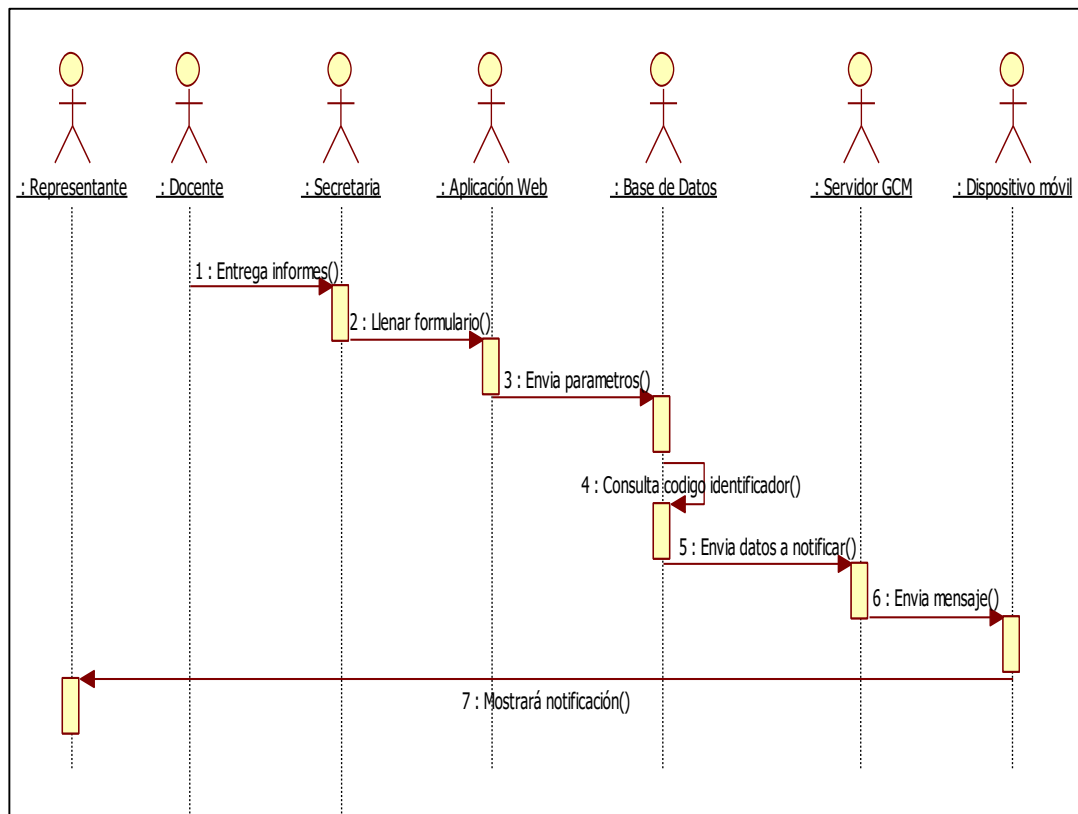 : Representante
: Docente
: Secretaria
: Aplicación Web
: Base de Datos
: Servidor GCM
: Dispositivo móvil
1 : Entrega informes()
2 : Llenar formulario()
3 : Envia parametros()
4 : Consulta codigo identificador()
5 : Envia datos a notificar()
6 : Envia mensaje()
7 : Mostrará notificación()